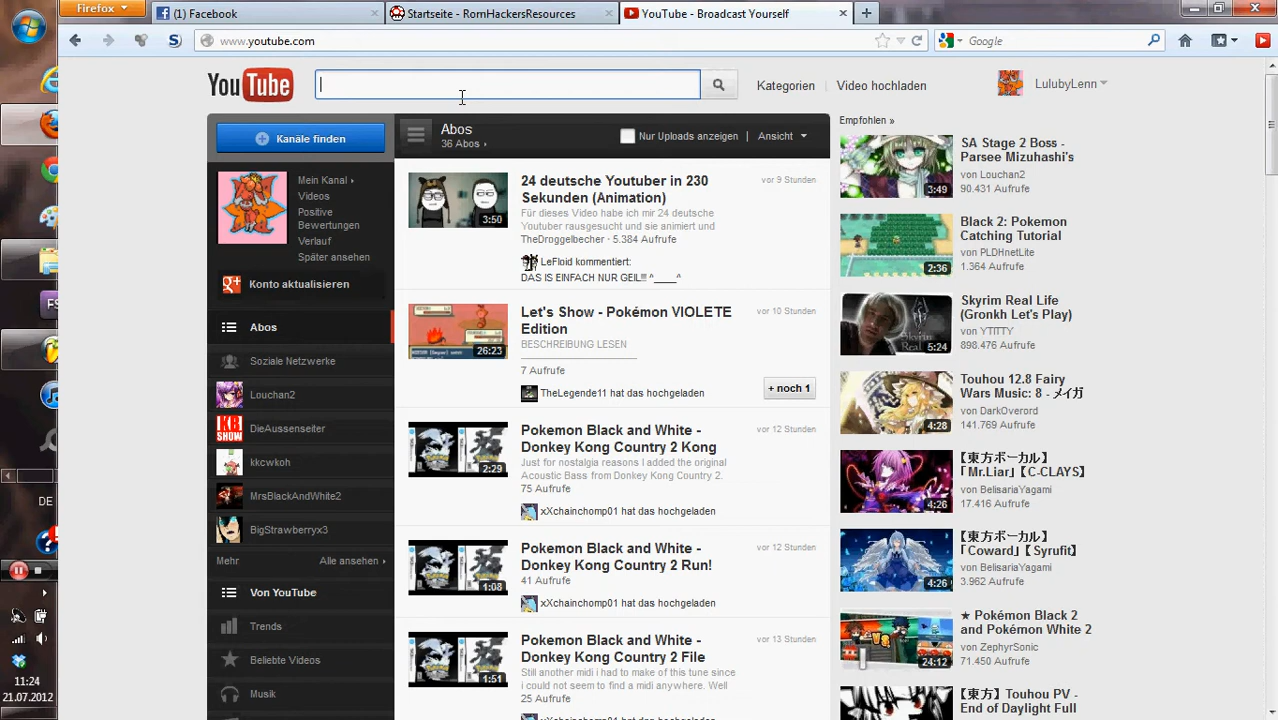 Firefox
(1) Facebook
Startseite - RomHackersResources
YouTube - Broadcast Yourself
www.youtube.com
Google
YouTube
Kategorien
Video hochladen
LulubyLenn
Kanäle finden
Mein Kanal
Videos
Positive
Bewertungen
Verlauf
Später ansehen
Konto aktualisieren
Abos
Soziale Netzwerke
Louchan2
DieAussenseiter
KB SHOW
kkcwkoh
MrsBlackAndWhite2
BigStrawberryx3
Mehr
Alle ansehen ›
Von YouTube
Trends
Beliebte Videos
Musik
Abos
36 Abos ›
Nur Uploads anzeigen
Ansicht
24 deutsche Youtuber in 230
Sekunden (Animation)
vor 9 Stunden
Für dieses Video habe ich mir 24 deutsche
Youtuber rausgesucht und sie animiert und
TheDroggelbecher · 5.384 Aufrufe
3:50
LeFloid kommentiert:
DAS IS EINFACH NUR GEIL!!! ^____^
Let's Show - Pokémon VIOLETE
Edition
vor 10 Stunden
BESCHREIBUNG LESEN
7 Aufrufe
26:23
TheLegende11 hat das hochgeladen
+ noch 1
Pokemon Black and White -
Donkey Kong Country 2 Kong
vor 12 Stunden
Just for nostalgia reasons I added the original
Acoustic Bass from Donkey Kong Country 2.
75 Aufrufe
2:29
xXchainchomp01 hat das hochgeladen
Pokemon Black and White -
Donkey Kong Country 2 Run!
vor 12 Stunden
41 Aufrufe
1:08
xXchainchomp01 hat das hochgeladen
Pokemon Black and White -
Donkey Kong Country 2 File
vor 13 Stunden
Still another midi I had to make of this tune since
i could not seem to find a midi anywhere. Well
25 Aufrufe
1:51
xXchainchomp01 hat das hochgeladen
Empfohlen »
SA Stage 2 Boss -
Parsee Mizuhashi's
von Louchan2
90.431 Aufrufe
3:49
Black 2: Pokemon
Catching Tutorial
von PLDHnetLite
1.364 Aufrufe
2:36
Skyrim Real Life
(Gronkh Let's Play)
von YTITTY
898.476 Aufrufe
5:24
Touhou 12.8 Fairy
Wars Music: 8 - メイガ
von DarkOverord
141.769 Aufrufe
4:28
【東方ボーカル】
「Mr.Liar」【C-CLAYS】
von BelisariaYagami
17.416 Aufrufe
4:26
【東方ボーカル】
「Coward」【Syrufit】
von BelisariaYagami
3.962 Aufrufe
4:26
★ Pokémon Black 2
and Pokémon White 2
von ZephyrSonic
71.450 Aufrufe
24:12
【東方】 Touhou PV -
End of Daylight Full
DE
11:24
21.07.2012